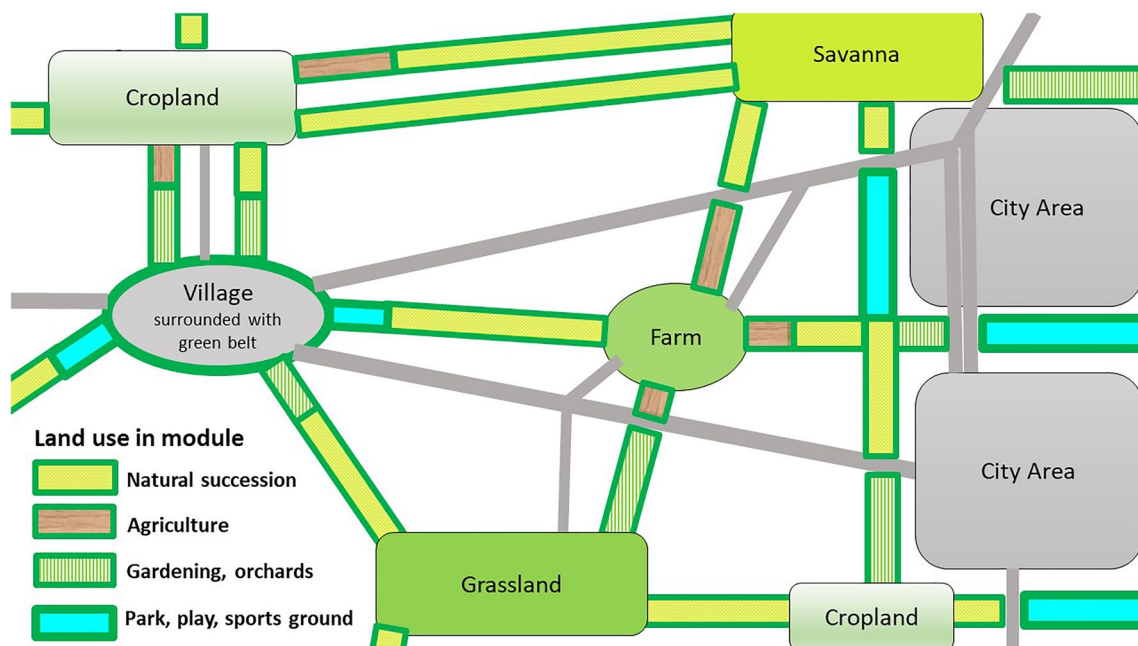 Savanna
Cropland
City Area
Village
surrounded with
green belt
Farm
Land use in module
Natural succession
Agriculture
Gardening, orchards
Park, play, sports ground
City Area
Grassland
Cropland